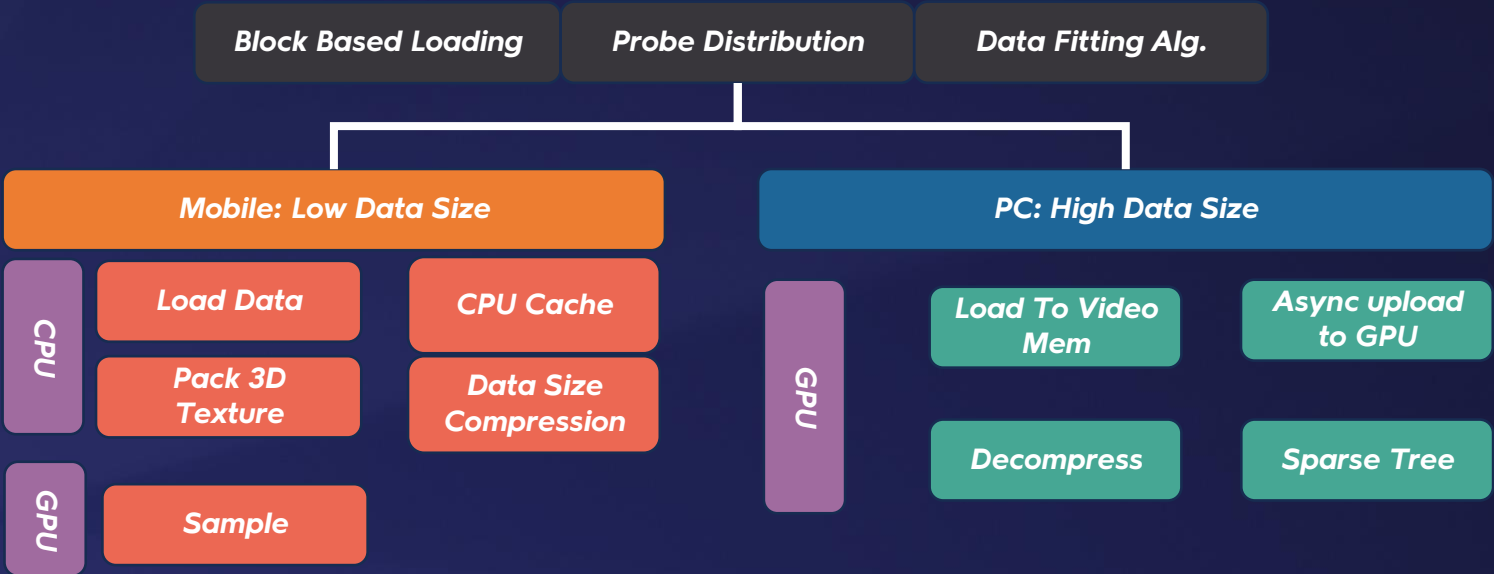 Block Based Loading
Probe Distribution
Data Fitting Alg.
Mobile: Low Data Size
PC: High Data Size
CPU
Load Data
CPU Cache
Pack 3D
Texture
Data Size
Compression
GPU
Sample
GPU
Load To Video
Mem
Async upload
to GPU
Decompress
Sparse Tree